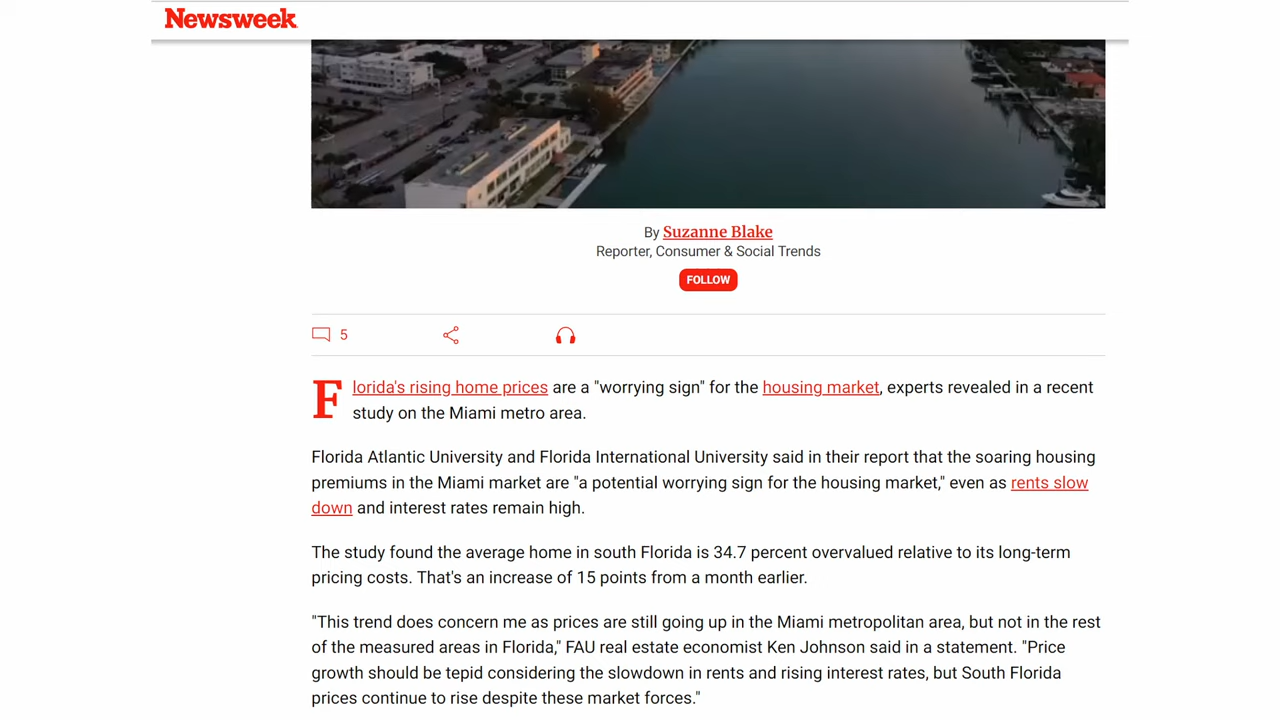 Newsweek
By Suzanne Blake
Reporter, Consumer & Social Trends
FOLLOW
5
Florida's rising home prices are a "worrying sign" for the housing market, experts revealed in a recent
study on the Miami metro area.
Florida Atlantic University and Florida International University said in their report that the soaring housing
premiums in the Miami market are "a potential worrying sign for the housing market," even as rents slow
down and interest rates remain high.
The study found the average home in south Florida is 34.7 percent overvalued relative to its long-term
pricing costs. That's an increase of 15 points from a month earlier.
"This trend does concern me as prices are still going up in the Miami metropolitan area, but not in the rest
of the measured areas in Florida," FAU real estate economist Ken Johnson said in a statement. "Price
growth should be tepid considering the slowdown in rents and rising interest rates, but South Florida
prices continue to rise despite these market forces."